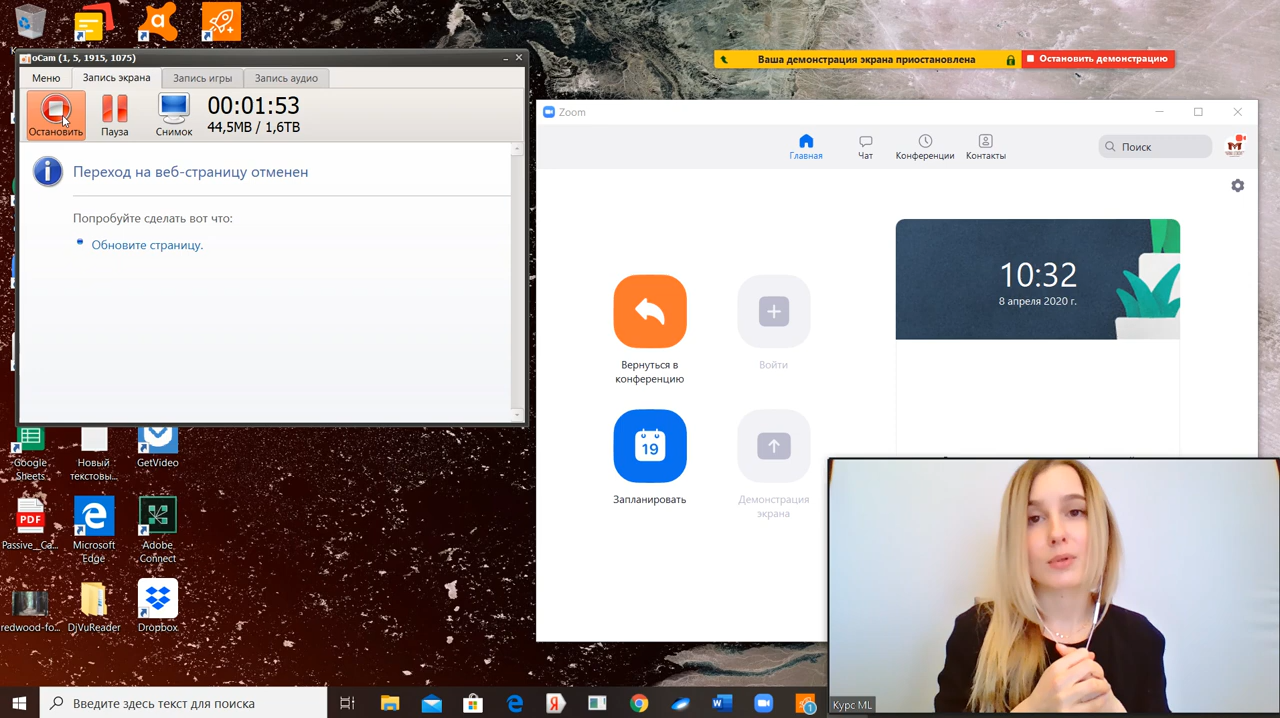 oCam (1, 5, 1915, 1075)
Меню
Запись экрана
Запись игры
Запись аудио
Остановить
Пауза
Снимок
00:01:53
44,5MB / 1,6TB
Переход на веб-страницу отменен
Попробуйте сделать вот что:
Обновите страницу.
Ваша демонстрация экрана приостановлена
Остановить демонстрацию
Zoom
Главная
Чат
Конференции
Контакты
Поиск
10:32
8 апреля 2020 г.
Вернуться в
конференцию
Войти
19
Запланировать
Демонстрация
экрана
Google
Sheets
Новый
текстовы...
GetVideo
PDF
Passive_Ca...
Microsoft
Edge
Adobe
Connect
redwood-fo...
DjVuReader
Dropbox
Введите здесь текст для поиска
Курс ML